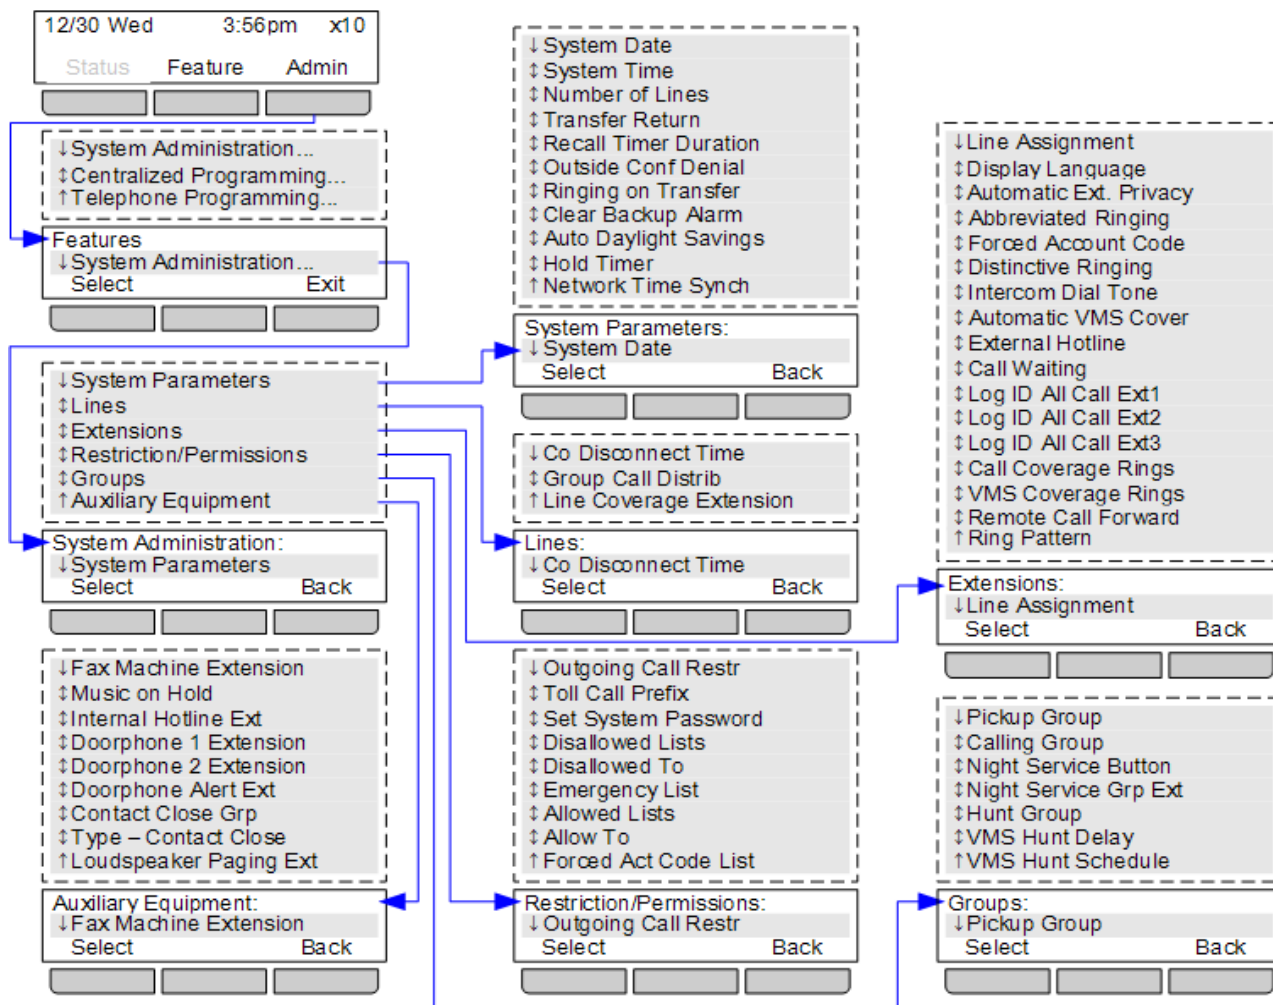 12/30 Wed 3:56pm x10
Status Feature Admin
↓System Administration...
↕Centralized Programming...
↑Telephone Programming...
Features
↓System Administration...
Select Exit
↓System Parameters
↕Lines
↕Extensions
↕Restriction/Permissions
↕Groups
↑Auxiliary Equipment
System Administration:
↓System Parameters
Select Back
↓Fax Machine Extension
↕Music on Hold
↕Internal Hotline Ext
↕Doorphone 1 Extension
↕Doorphone 2 Extension
↕Doorphone Alert Ext
↕Contact Close Grp
↕Type – Contact Close
↑Loudspeaker Paging Ext
Auxiliary Equipment:
↓Fax Machine Extension
Select Back
↓System Date
↕System Time
↕Number of Lines
↕Transfer Return
↕Recall Timer Duration
↕Outside Conf Denial
↕Ringing on Transfer
↕Clear Backup Alarm
↕Auto Daylight Savings
↕Hold Timer
↑Network Time Synch
System Parameters:
↓System Date
Select Back
↓Co Disconnect Time
↕Group Call Distrib
↑Line Coverage Extension
Lines:
↓Co Disconnect Time
Select Back
↓Outgoing Call Restr
↕Toll Call Prefix
↕Set System Password
↕Disallowed Lists
↕Disallowed To
↕Emergency List
↕Allowed Lists
↕Allow To
↑Forced Act Code List
Restriction/Permissions:
↓Outgoing Call Restr
Select Back
↓Line Assignment
↕Display Language
↕Automatic Ext. Privacy
↕Abbreviated Ringing
↕Forced Account Code
↕Distinctive Ringing
↕Intercom Dial Tone
↕Automatic VMS Cover
↕External Hotline
↕Call Waiting
↕Log ID All Call Ext1
↕Log ID All Call Ext2
↕Log ID All Call Ext3
↕Call Coverage Rings
↕VMS Coverage Rings
↕Remote Call Forward
↑Ring Pattern
Extensions:
↓Line Assignment
Select Back
↓Pickup Group
↕Calling Group
↕Night Service Button
↕Night Service Grp Ext
↕Hunt Group
↕VMS Hunt Delay
↑VMS Hunt Schedule
Groups:
↓Pickup Group
Select Back